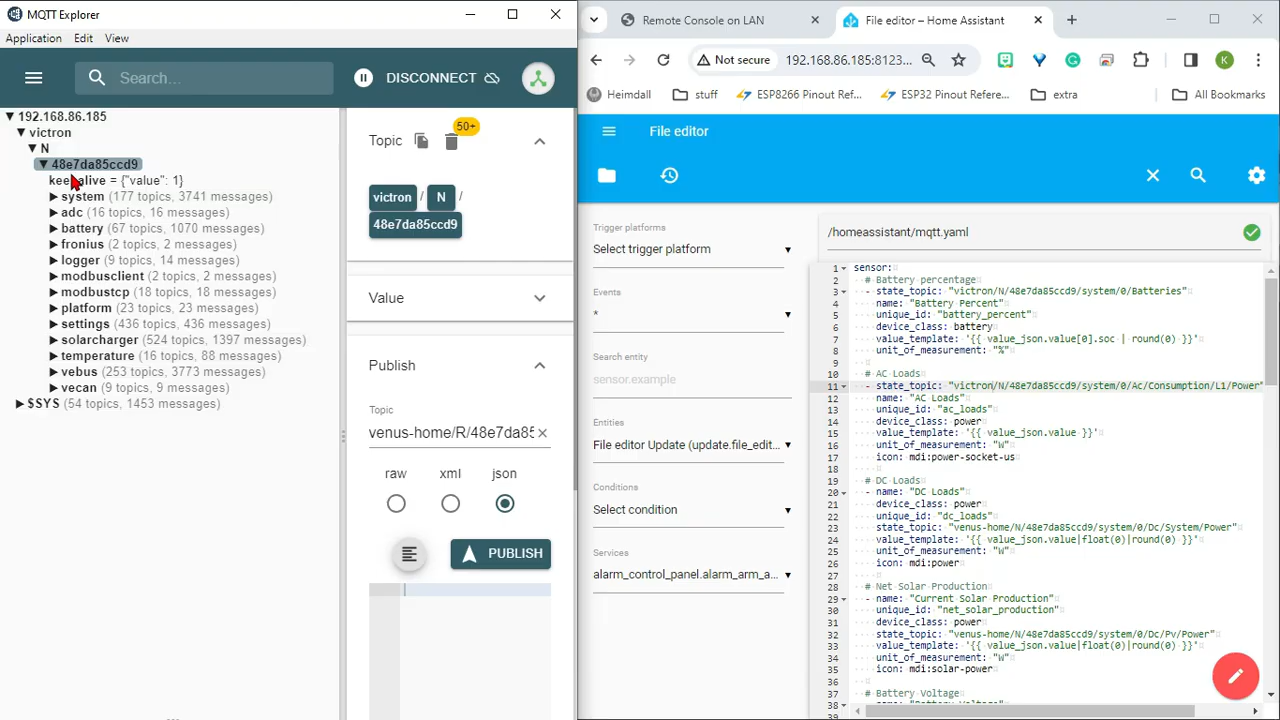 MQTT Explorer
Application Edit View
Search...
DISCONNECT
192.168.86.185
victron
N
48e7da85ccd9
alive = {"value": 1}
system (177 topics, 3741 messages)
adc (16 topics, 16 messages)
battery (67 topics, 1070 messages)
fronius (2 topics, 2 messages)
logger (9 topics, 14 messages)
modbusclient (2 topics, 2 messages)
modbustcp (18 topics, 18 messages)
platform (23 topics, 23 messages)
settings (436 topics, 436 messages)
solarcharger (524 topics, 1397 messages)
temperature (16 topics, 88 messages)
vebus (253 topics, 3773 messages)
vecan (9 topics, 9 messages)
$SYS (54 topics, 1453 messages)
Topic
50+
victron / N /
48e7da85ccd9
Value
Publish
Topic
venus-home/R/48e7da85
raw xml json
PUBLISH
Remote Console on LAN
File editor – Home Assistant
Not secure 192.168.86.185:8123...
K
Heimdall stuff ESP8266 Pinout Ref... ESP32 Pinout Refere... extra All Bookmarks
File editor
Trigger platforms
Select trigger platform
Events
*
Search entity
sensor.example
Entities
File editor Update (update.file_edit...
Conditions
Select condition
Services
alarm_control_panel.alarm_arm_a...
/homeassistant/mqtt.yaml
1 sensor:
2 # Battery percentage
3 - state_topic: "victron/N/48e7da85ccd9/system/0/Batteries"
4 name: "Battery Percent"
5 unique_id: "battery_percent"
6 device_class: battery
7 value_template: '{{ value_json.value[0].soc | round(0) }}'
8 unit_of_measurement: "%"
9
10 # AC Loads
11 - state_topic: "victron/N/48e7da85ccd9/system/0/Ac/Consumption/L1/Power"
12 name: "AC Loads"
13 unique_id: "ac_loads"
14 device_class: power
15 value_template: '{{ value_json.value }}'
16 unit_of_measurement: "W"
17 icon: mdi:power-socket-us
18
19 # DC Loads
20 - name: "DC Loads"
21 device_class: power
22 unique_id: "dc_loads"
23 state_topic: "venus-home/N/48e7da85ccd9/system/0/Dc/System/Power"
24 value_template: '{{ value_json.value|float(0)|round(0) }}'
25 unit_of_measurement: "W"
26 icon: mdi:power
27
28 # Net Solar Production
29 - name: "Current Solar Production"
30 unique_id: "net_solar_production"
31 device_class: power
32 state_topic: "venus-home/N/48e7da85ccd9/system/0/Dc/Pv/Power"
33 value_template: '{{ value_json.value|float(0)|round(0) }}'
34 unit_of_measurement: "W"
35 icon: mdi:solar-power
36
37 # Battery Voltage
38